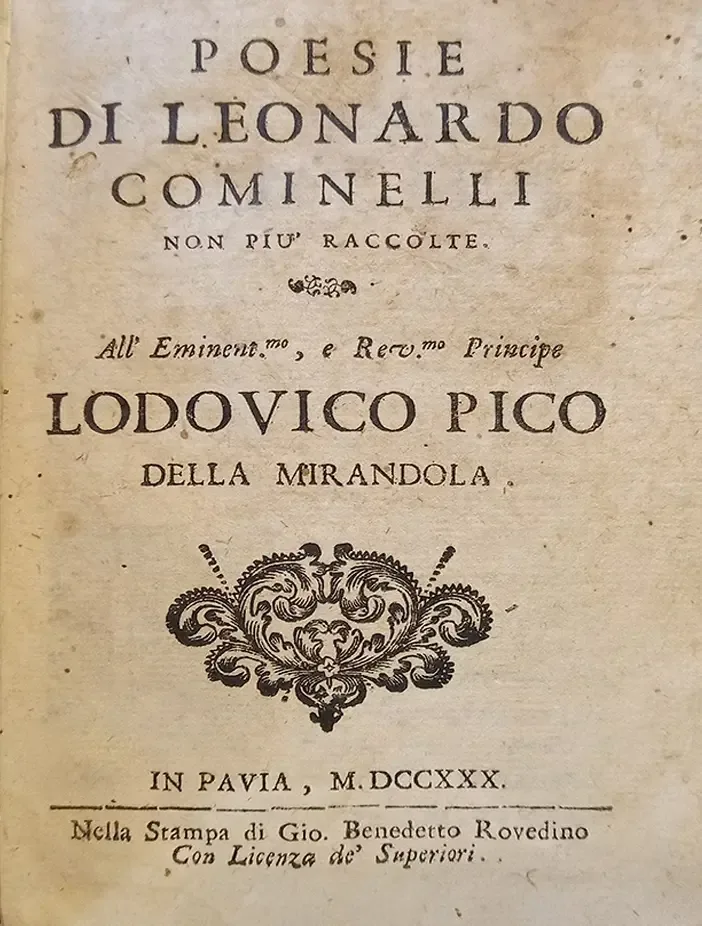 POESIE
DI LEONARDO
COMINELLI
NON PIU' RACCOLTE.
All' Eminent.mo, e Rev.mo Principe
LODOVICO PICO
DELLA MIRANDOLA.
IN PAVIA, M.DCCXXX.
Nella Stampa di Gio. Benedetto Rovedino
Con Licenza de' Superiori.